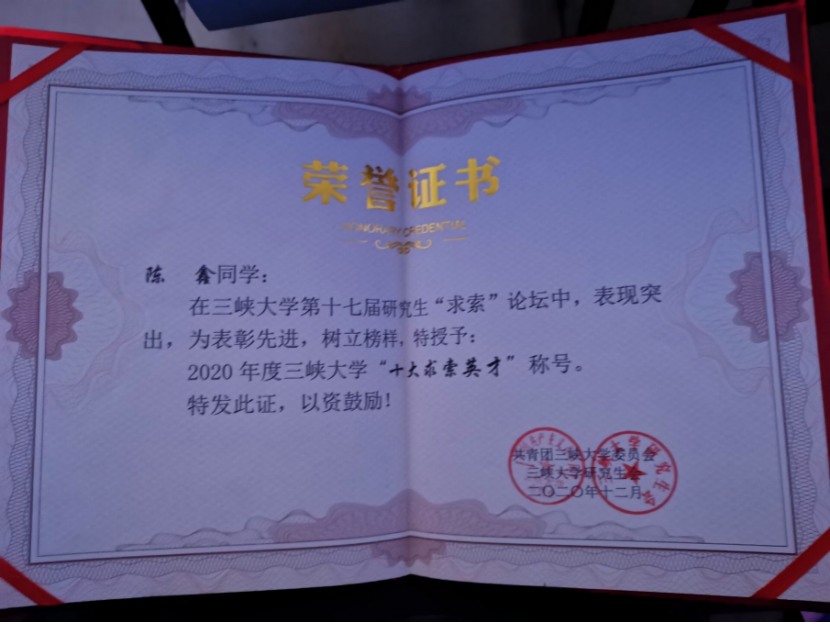 荣誉证书
HONORARY CREDENTIAL
陈 鑫同学：
在三峡大学第十七届研究生“求索”论坛中，表现突
出，为表彰先进，树立榜样，特授予：
2020年度三峡大学“十大求索英才”称号。
特发此证，以资鼓励！
共青团三峡大学委员会
三峡大学研究生会
二〇二〇年十二月